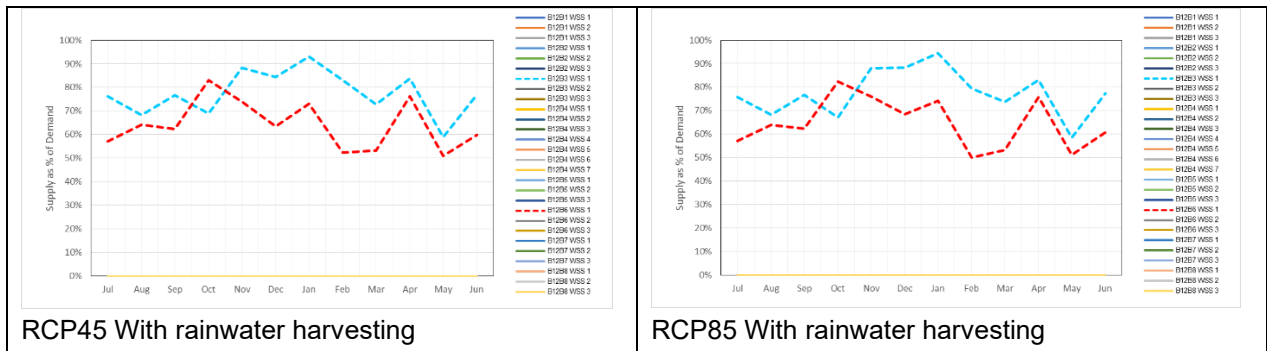 B12B1 WSS 1
B12B1 WSS 2
B12B1 WSS 3
B12B2 WSS 1
B12B2 WSS 2
B12B2 WSS 3
B12B3 WSS 1
B12B3 WSS 2
B12B3 WSS 3
B12B4 WSS 1
B12B4 WSS 2
B12B4 WSS 3
B12B4 WSS 4
B12B4 WSS 5
B12B4 WSS 6
B12B4 WSS 7
B12B5 WSS 1
B12B5 WSS 2
B12B5 WSS 3
B12B6 WSS 1
B12B6 WSS 2
B12B6 WSS 3
B12B7 WSS 1
B12B7 WSS 2
B12B7 WSS 3
B12B8 WSS 1
B12B8 WSS 2
B12B8 WSS 3
Supply as % of Demand
100%
90%
80%
70%
60%
50%
40%
30%
20%
10%
0%
Jul Aug Sep Oct Nov Dec Jan Feb Mar Apr May Jun
RCP45 With rainwater harvesting
B12B1 WSS 1
B12B1 WSS 2
B12B1 WSS 3
B12B2 WSS 1
B12B2 WSS 2
B12B2 WSS 3
B12B3 WSS 1
B12B3 WSS 2
B12B3 WSS 3
B12B4 WSS 1
B12B4 WSS 2
B12B4 WSS 3
B12B4 WSS 4
B12B4 WSS 5
B12B4 WSS 6
B12B4 WSS 7
B12B5 WSS 1
B12B5 WSS 2
B12B5 WSS 3
B12B6 WSS 1
B12B6 WSS 2
B12B6 WSS 3
B12B7 WSS 1
B12B7 WSS 2
B12B7 WSS 3
B12B8 WSS 1
B12B8 WSS 2
B12B8 WSS 3
Supply as % of Demand
100%
90%
80%
70%
60%
50%
40%
30%
20%
10%
0%
Jul Aug Sep Oct Nov Dec Jan Feb Mar Apr May Jun
RCP85 With rainwater harvesting